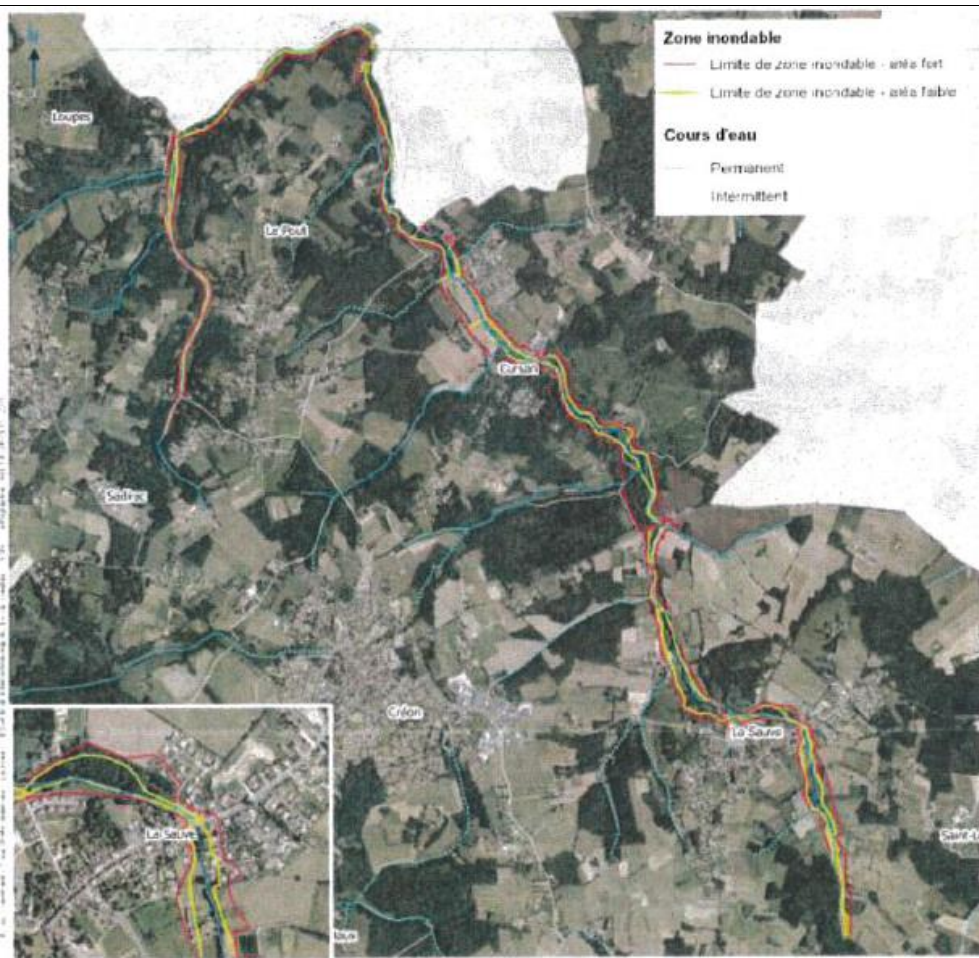 Zone inondable
Limite de zone inondable - aléa fort
Limite de zone inondable - aléa faible
Cours d'eau
Permanent
Intermittent
Loupes
Le Pout
Cursan
Sadirac
Créon
La Sauve
La Sauve